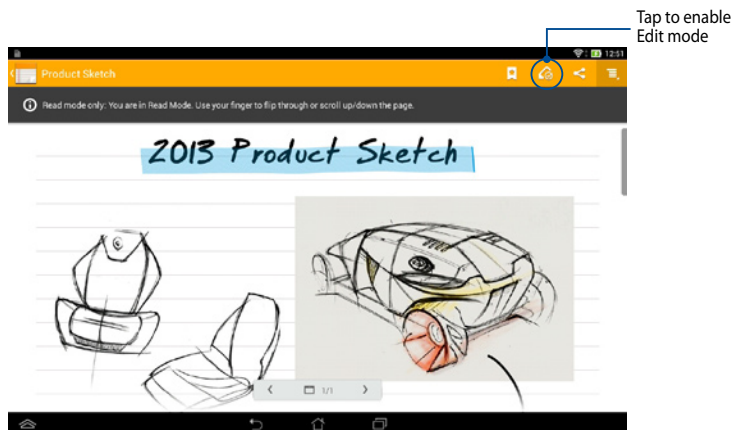 Tap to enable
Edit mode
12:51
Product Sketch
Read mode only: You are in Read Mode. Use your finger to flip through or scroll up/down the page.
2013 Product Sketch
1/1